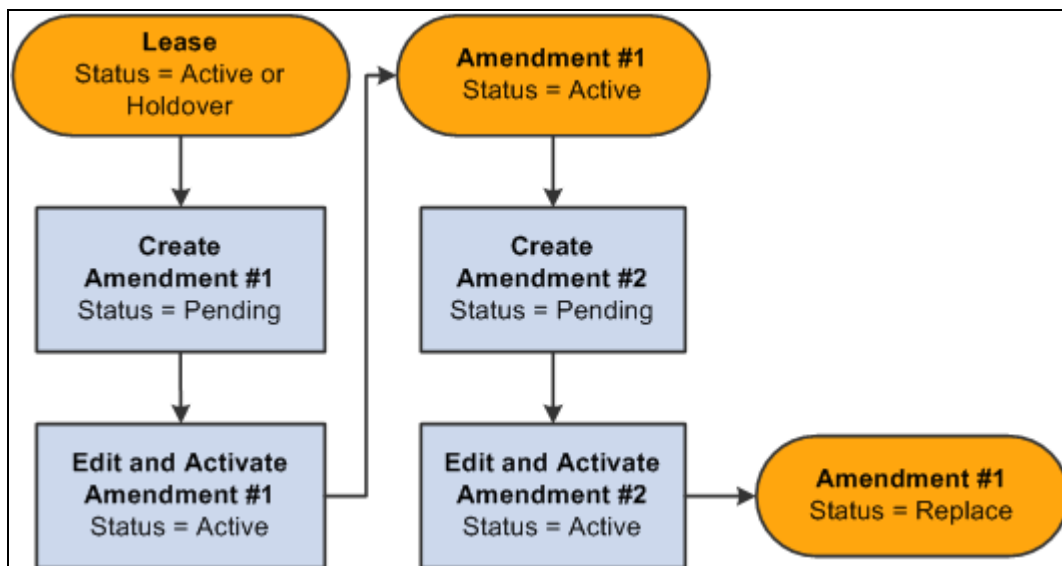 Lease
Status = Active or
Holdover
Create
Amendment #1
Status = Pending
Edit and Activate
Amendment #1
Status = Active
Amendment #1
Status = Active
Create
Amendment #2
Status = Pending
Edit and Activate
Amendment #2
Status = Active
Amendment #1
Status = Replace